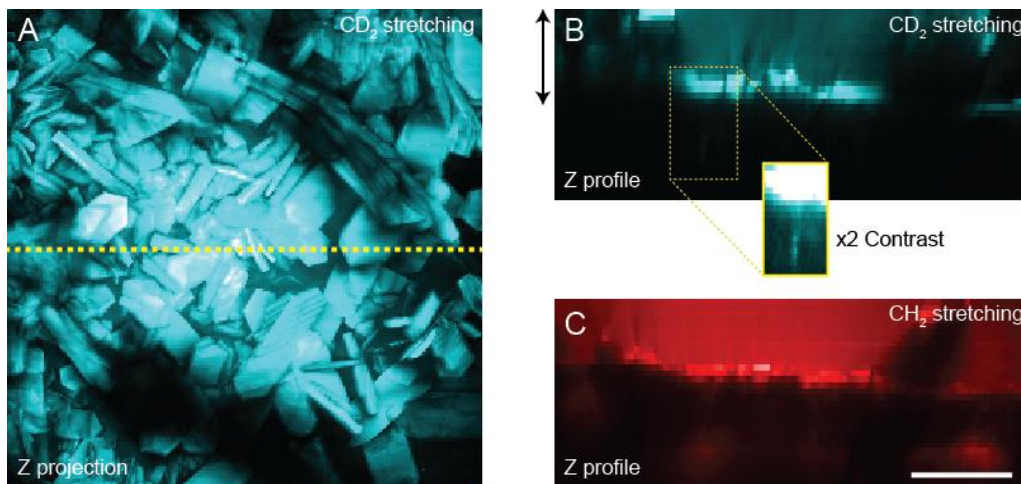 A
CD₂ stretching
Z projection
B
CD₂ stretching
Z profile
x2 Contrast
C
CH₂ stretching
Z profile